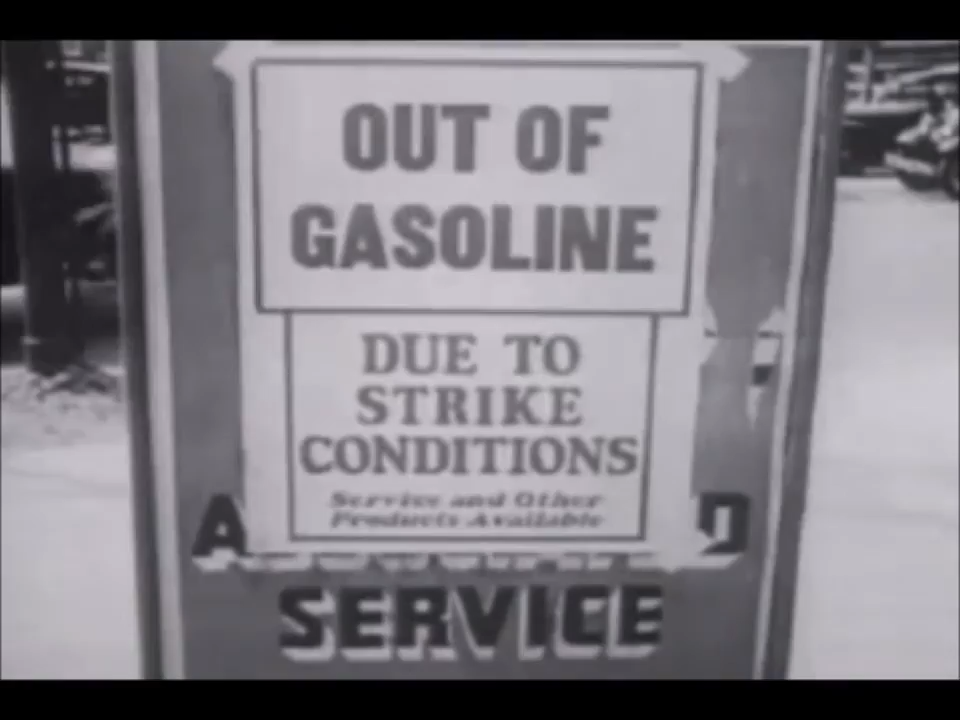 OUT OF
GASOLINE
DUE TO
STRIKE
CONDITIONS
Service and Other
Products Available
SERVICE